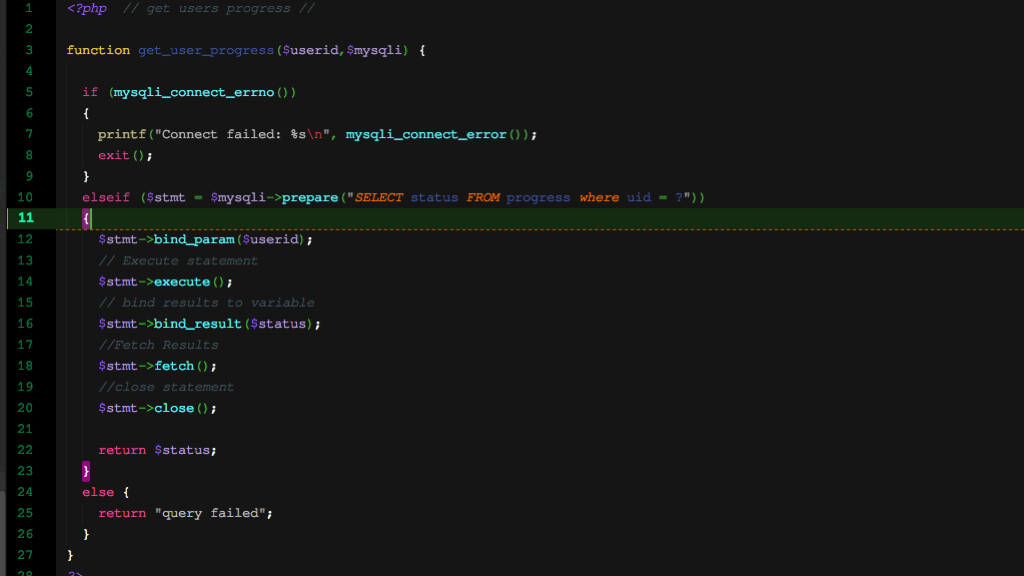 1 <?php // get users progress //
2
3 function get_user_progress($userid,$mysqli) {
4
5 if (mysqli_connect_errno())
6 {
7 printf("Connect failed: %s\n", mysqli_connect_error());
8 exit();
9 }
10 elseif ($stmt = $mysqli->prepare("SELECT status FROM progress where uid = ?"))
11 {
12 $stmt->bind_param($userid);
13 // Execute statement
14 $stmt->execute();
15 // bind results to variable
16 $stmt->bind_result($status);
17 //Fetch Results
18 $stmt->fetch();
19 //close statement
20 $stmt->close();
21
22 return $status;
23 }
24 else {
25 return "query failed";
26 }
27 }
28 ?>